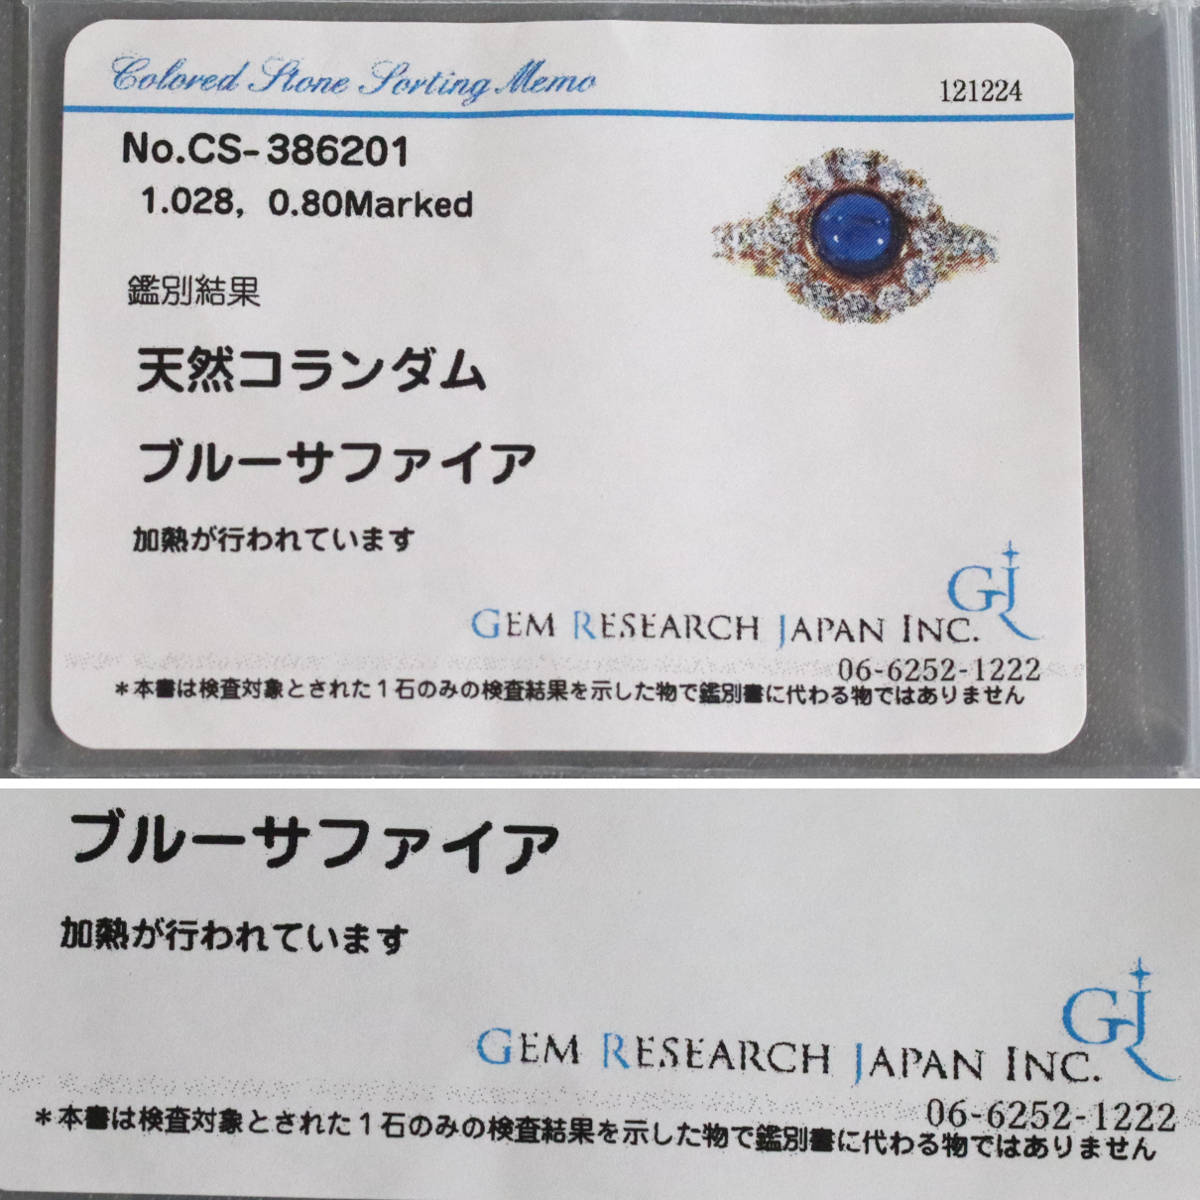 Colored Stone Sorting Memo
121224
No.CS-386201
1.028, 0.80Marked
鑑別結果
天然コランダム
ブルーサファイア
加熱が行われています
GJ
GEM RESEARCH JAPAN INC.
06-6252-1222
*本書は検査対象とされた1石のみの検査結果を示した物で鑑別書に代わる物ではありません
ブルーサファイア
加熱が行われています
GJ
GEM RESEARCH JAPAN INC.
06-6252-1222
*本書は検査対象とされた1石のみの検査結果を示した物で鑑別書に代わる物ではありません